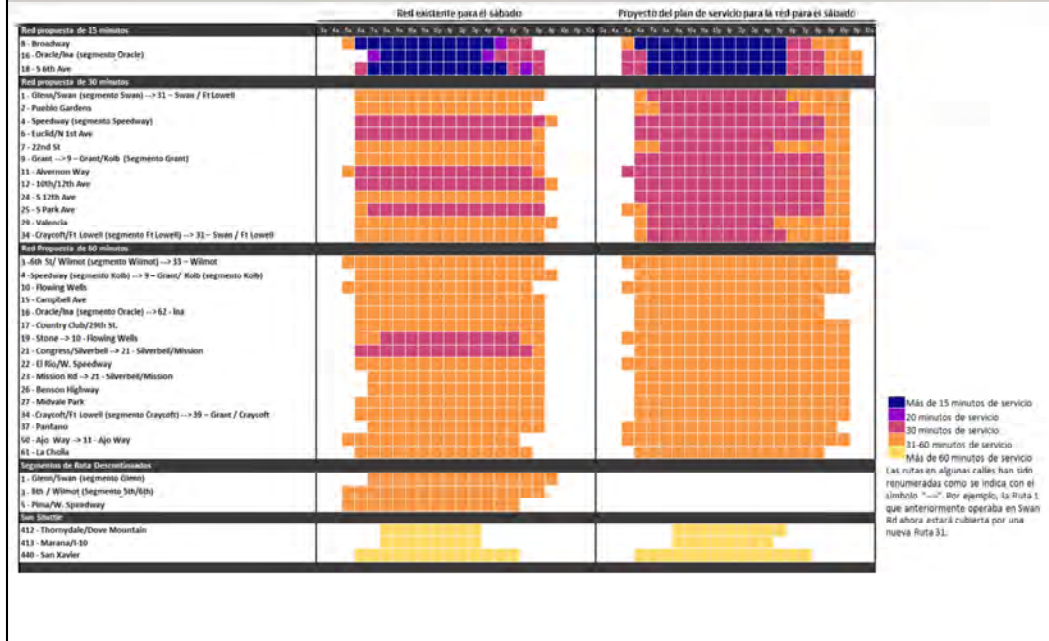 Red existente para el sábado
Proyecto del plan de servicio para la red para el sábado
Red propuesta de 15 minutos
8 - Broadway
16 - Oracle/Ina (segmento Oracle)
18 - S 6th Ave
Red propuesta de 30 minutos
1 - Glenn/Swan (segmento Swan) --> 31 – Swan / Ft Lowell
2 - Pueblo Gardens
4 - Speedway (segmento Speedway)
6 - Euclid/N 1st Ave
7 - 22nd St
9 - Grant --> 9 – Grant/Kolb (Segmento Grant)
11 - Alvernon Way
12 - 10th/12th Ave
24 - S 12th Ave
25 - S Park Ave
29 - Valencia
34 - Craycoft/Ft Lowell (segmento Ft Lowell) --> 31 – Swan / Ft Lowell
Red Propuesta de 60 minutos
3 -6th St/ Wilmot (segmento Wilmot) --> 33 – Wilmot
4 -Speedway (segmento Kolb) --> 9 – Grant/ Kolb (segmento Kolb)
10 - Flowing Wells
15 - Campbell Ave
16 - Oracle/Ina (segmento Oracle) -->62 - Ina
17 - Country Club/29th St.
19 - Stone -> 10 - Flowing Wells
21 - Congress/Silverbell -> 21 - Silverbell/Mission
22 - El Rio/W. Speedway
23 - Mission Rd -> 21 - Silverbell/Mission
26 - Benson Highway
27 - Midvale Park
34 - Craycoft/Ft Lowell (segmento Craycoft) --> 39 – Grant / Craycoft
37 - Pantano
50 - Ajo Way -> 11 - Ajo Way
61 - La Cholla
Segmentos de Ruta Descontinuados
1 - Glenn/Swan (segmento Glenn)
3 - 6th / Wilmot (Segmento 5th/6th)
5 - Pima/W. Speedway
Sun Shuttle
412 - Thornydale/Dove Mountain
413 - Marana/I-10
440 - San Xavier
Más de 15 minutos de servicio
20 minutos de servicio
30 minutos de servicio
31-60 minutos de servicio
Más de 60 minutos de servicio
Las rutas en algunas calles han sido
renumeradas como se indica con el
símbolo "-->". Por ejemplo, la Ruta 1
que anteriormente operaba en Swan
Rd ahora estará cubierta por una
nueva Ruta 31.